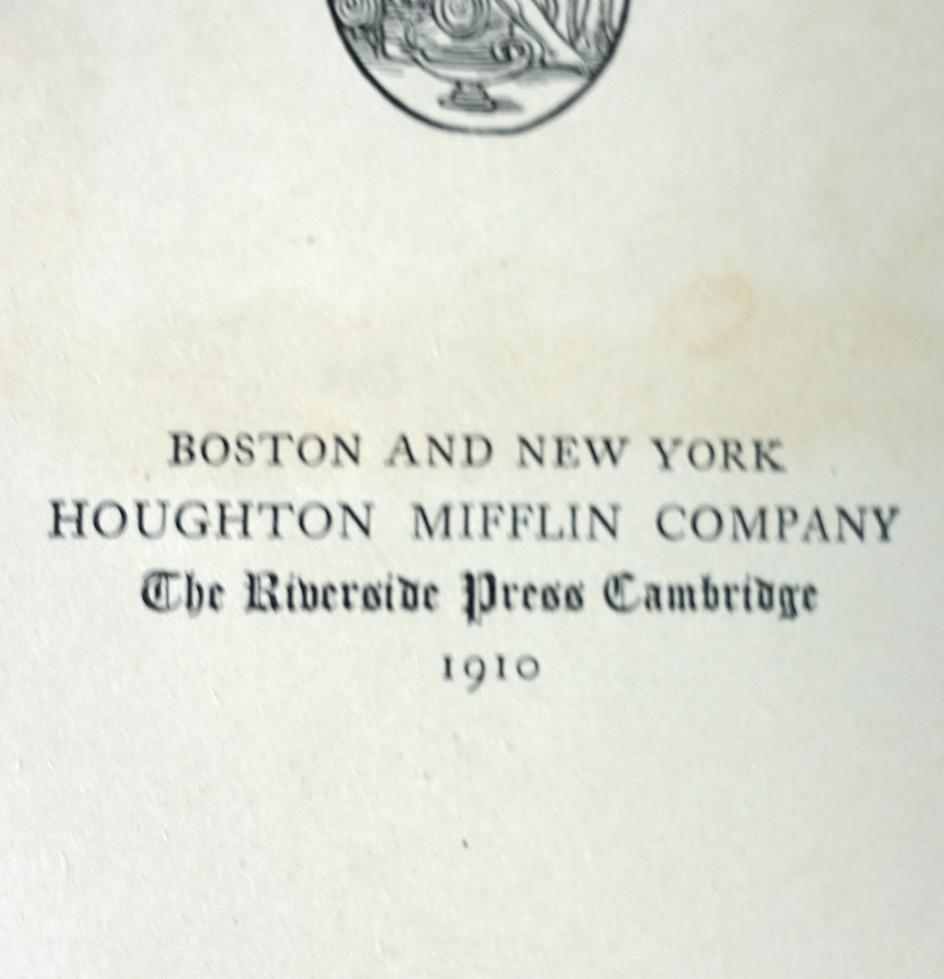 BOSTON AND NEW YORK
HOUGHTON MIFFLIN COMPANY
The Riverside Press Cambridge
1910